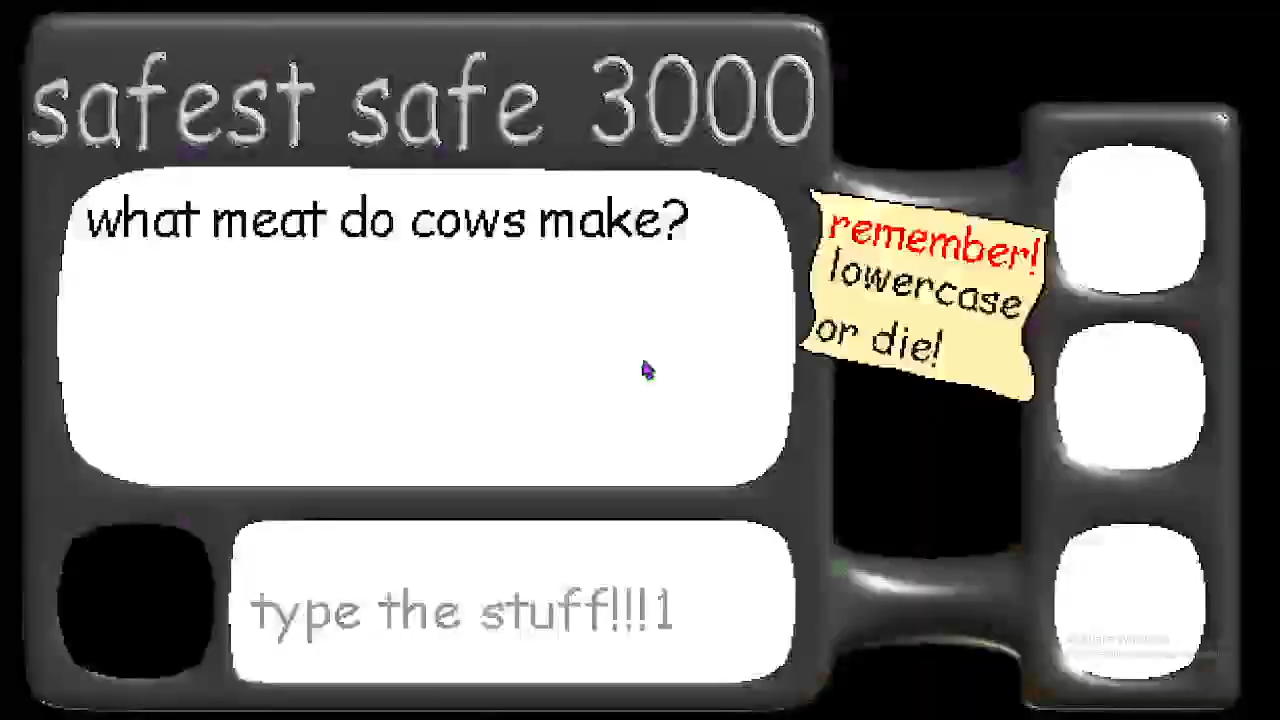 safest safe 3000
what meat do cows make?
remember!
lowercase
or die!
type the stuff!!!1